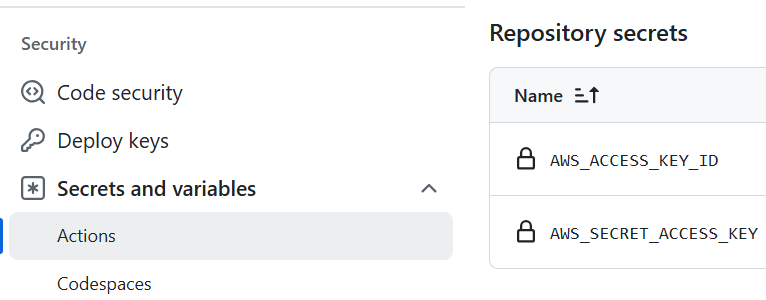 Security
Code security
Deploy keys
Secrets and variables
Actions
Codespaces
Repository secrets
Name
AWS_ACCESS_KEY_ID
AWS_SECRET_ACCESS_KEY